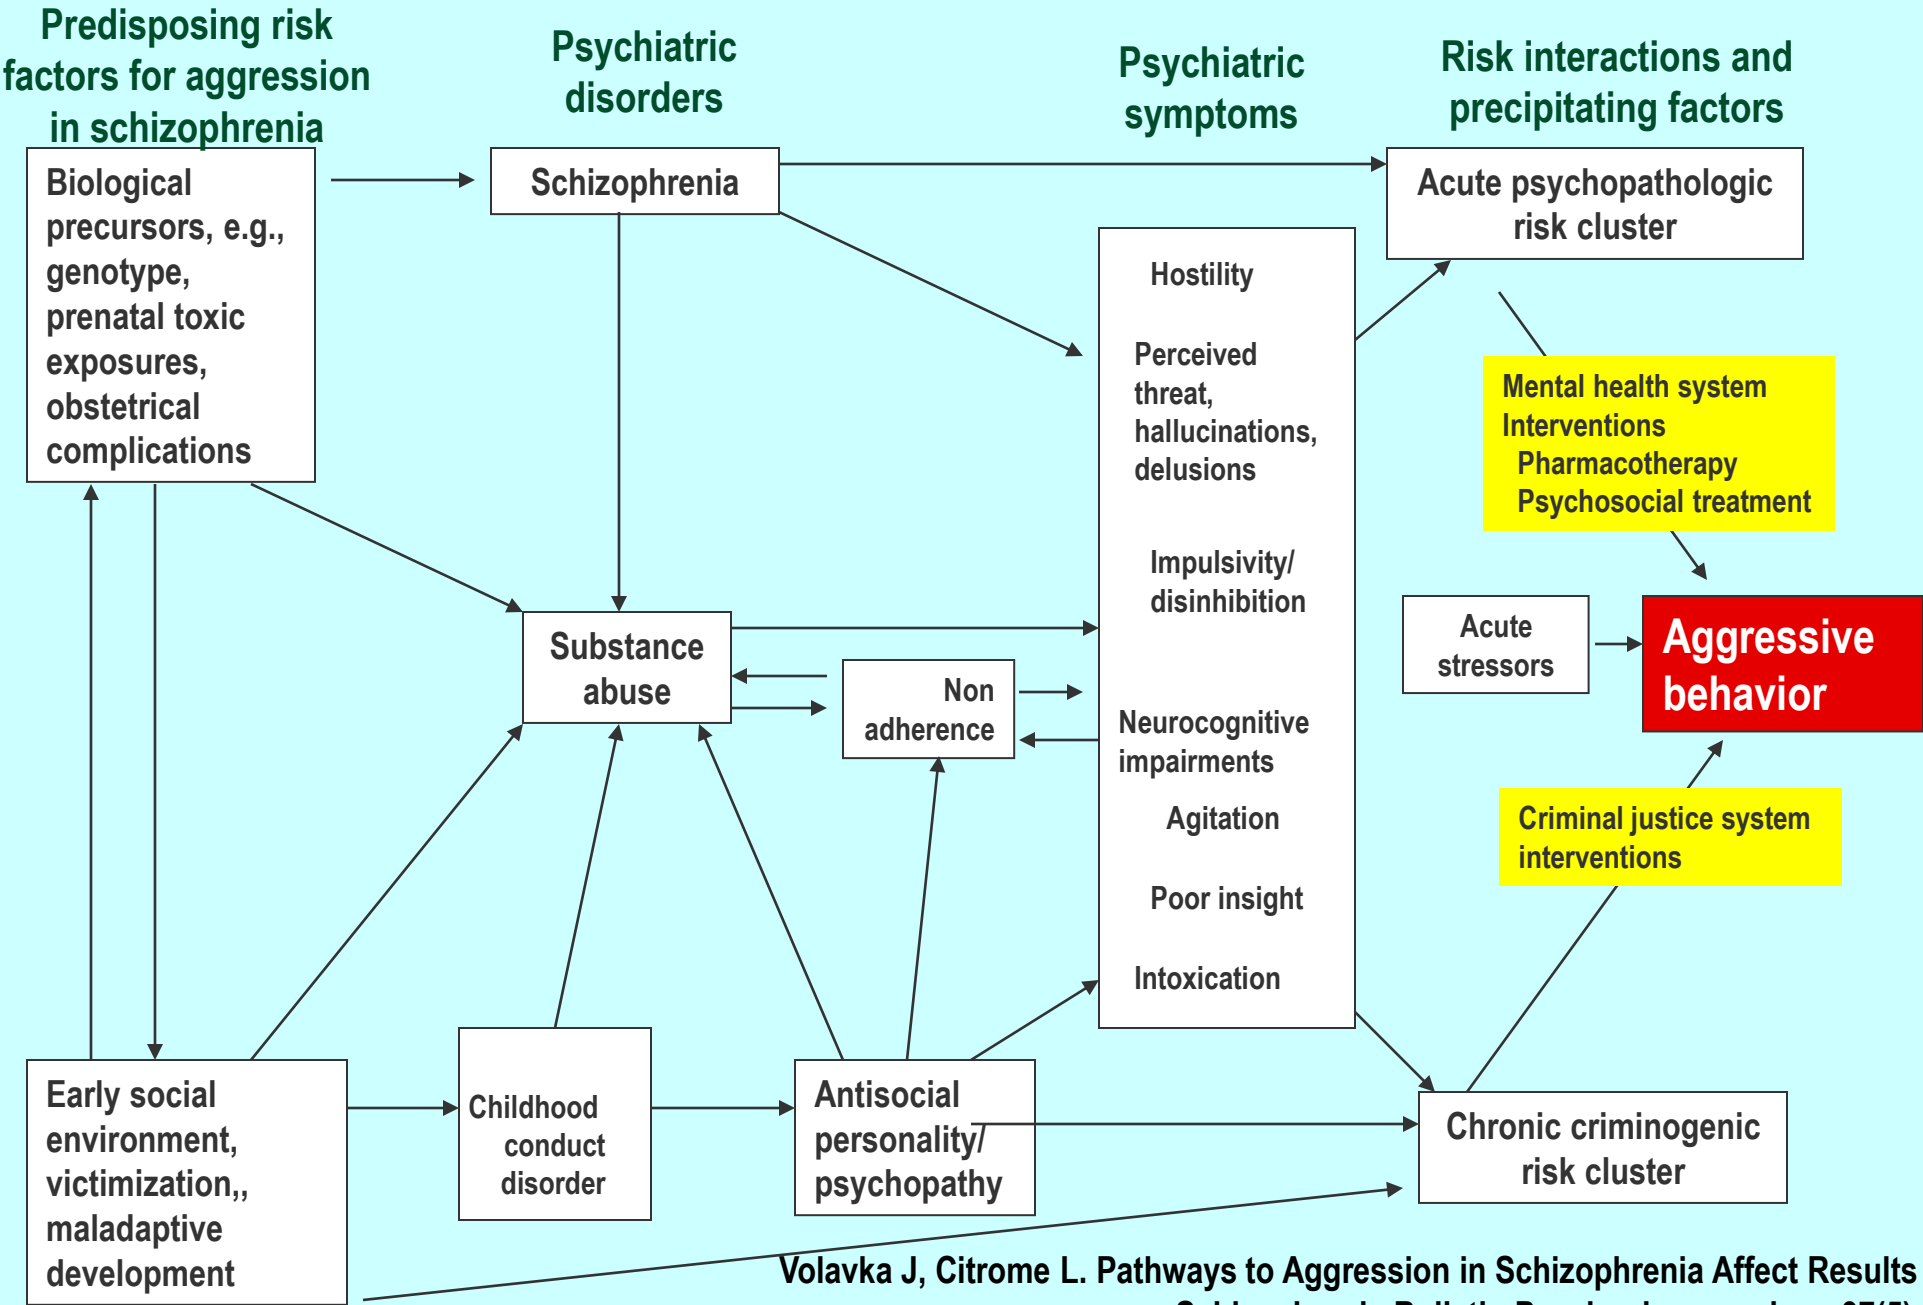 Predisposing risk
factors for aggression
in schizophrenia
Psychiatric
disorders
Psychiatric
symptoms
Risk interactions and
precipitating factors
Biological
precursors, e.g.,
genotype,
prenatal toxic
exposures,
obstetrical
complications
Schizophrenia
Acute psychopathologic
risk cluster
Hostility
Perceived
threat,
hallucinations,
delusions
Impulsivity/
disinhibition
Neurocognitive
impairments
Agitation
Poor insight
Intoxication
Mental health system
Interventions
Pharmacotherapy
Psychosocial treatment
Substance
abuse
Non
adherence
Acute
stressors
Aggressive
behavior
Criminal justice system
interventions
Early social
environment,
victimization,,
maladaptive
development
Childhood
conduct
disorder
Antisocial
personality/
psychopathy
Chronic criminogenic
risk cluster
Volavka J, Citrome L. Pathways to Aggression in Schizophrenia Affect Results